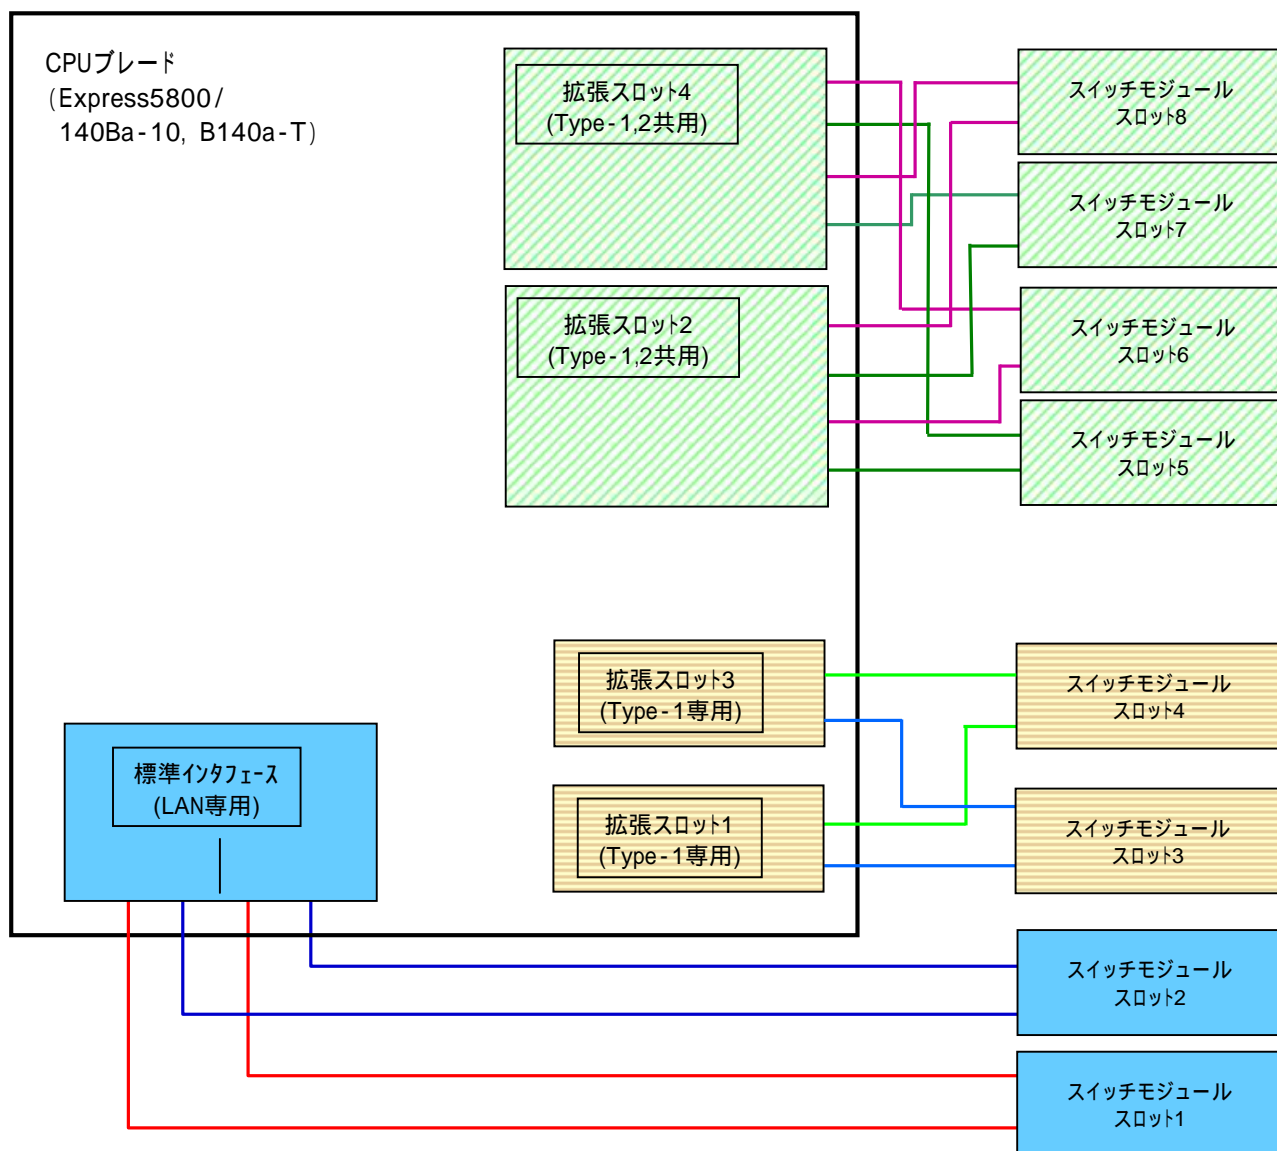 CPUブレード
(Express5800/
140Ba-10, B140a-T)
拡張スロット4
(Type-1,2共用)
拡張スロット2
(Type-1,2共用)
スイッチモジュール
スロット8
スイッチモジュール
スロット7
スイッチモジュール
スロット6
スイッチモジュール
スロット5
拡張スロット3
(Type-1専用)
拡張スロット1
(Type-1専用)
スイッチモジュール
スロット4
スイッチモジュール
スロット3
標準インタフェース
(LAN専用)
スイッチモジュール
スロット2
スイッチモジュール
スロット1